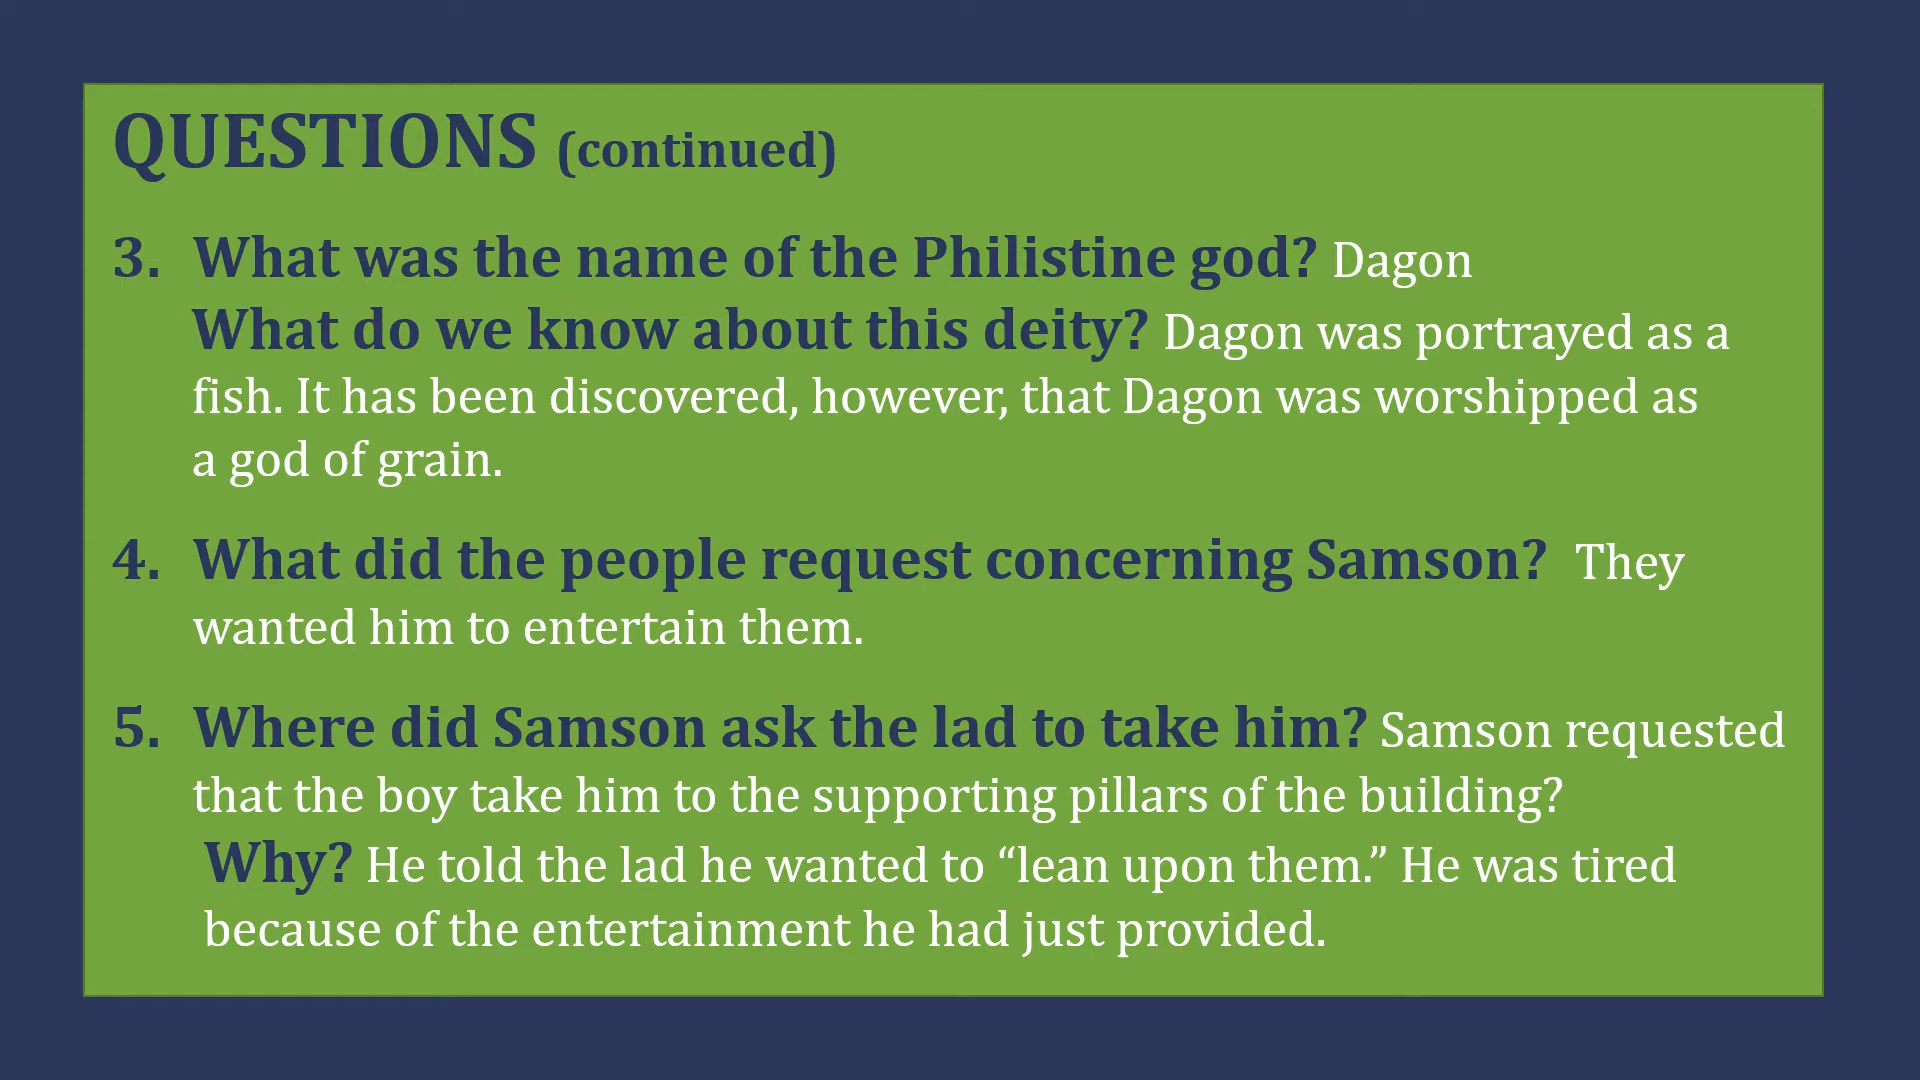 QUESTIONS (continued)
3. What was the name of the Philistine god? Dagon
What do we know about this deity? Dagon was portrayed as a
fish. It has been discovered, however, that Dagon was worshipped as
a god of grain.
4. What did the people request concerning Samson? They
wanted him to entertain them.
5. Where did Samson ask the lad to take him? Samson requested
that the boy take him to the supporting pillars of the building?
Why? He told the lad he wanted to “lean upon them.” He was tired
because of the entertainment he had just provided.